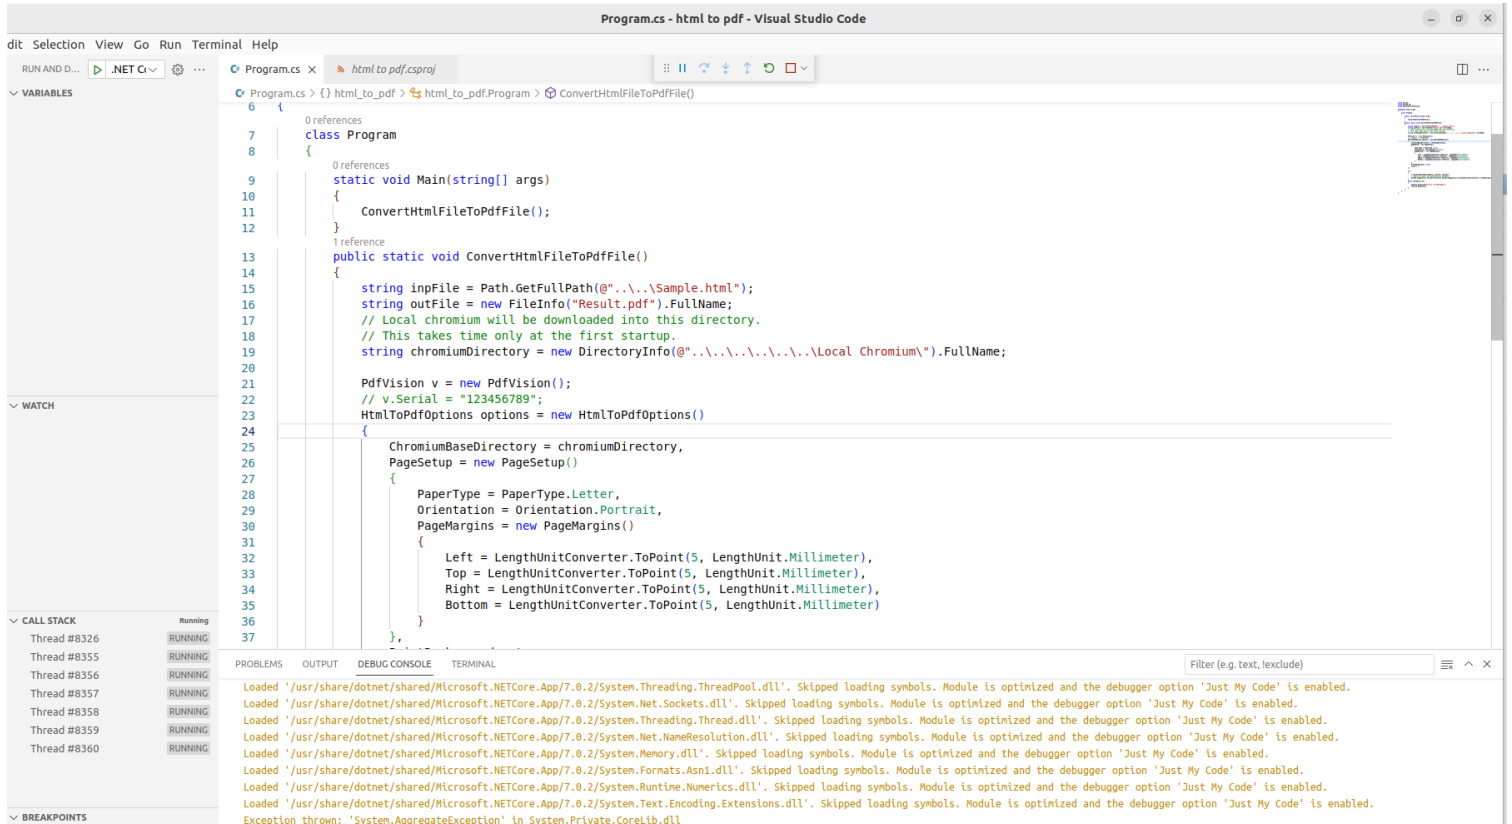 Program.cs - html to pdf - Visual Studio Code
dit Selection View Go Run Terminal Help
RUN AND D... .NET C
Program.cs
html to pdf.csproj
VARIABLES
Program.cs > {} html_to_pdf > html_to_pdf.Program > ConvertHtmlFileToPdfFile()
6 {
0 references
7 class Program
8 {
0 references
9 static void Main(string[] args)
10 {
11 ConvertHtmlFileToPdfFile();
12 }
1 reference
13 public static void ConvertHtmlFileToPdfFile()
14 {
15 string inpFile = Path.GetFullPath(@"..\..\Sample.html");
16 string outFile = new FileInfo("Result.pdf").FullName;
17 // Local chromium will be downloaded into this directory.
18 // This takes time only at the first startup.
19 string chromiumDirectory = new DirectoryInfo(@"..\..\..\..\..\..\Local Chromium\").FullName;
20
21 PdfVision v = new PdfVision();
22 // v.Serial = "123456789";
23 HtmlToPdfOptions options = new HtmlToPdfOptions()
24 {
25 ChromiumBaseDirectory = chromiumDirectory,
26 PageSetup = new PageSetup()
27 {
28 PaperType = PaperType.Letter,
29 Orientation = Orientation.Portrait,
30 PageMargins = new PageMargins()
31 {
32 Left = LengthUnitConverter.ToPoint(5, LengthUnit.Millimeter),
33 Top = LengthUnitConverter.ToPoint(5, LengthUnit.Millimeter),
34 Right = LengthUnitConverter.ToPoint(5, LengthUnit.Millimeter),
35 Bottom = LengthUnitConverter.ToPoint(5, LengthUnit.Millimeter)
36 }
37 },
WATCH
CALL STACK Running
Thread #8326 RUNNING
Thread #8355 RUNNING
Thread #8356 RUNNING
Thread #8357 RUNNING
Thread #8358 RUNNING
Thread #8359 RUNNING
Thread #8360 RUNNING
BREAKPOINTS
PROBLEMS OUTPUT DEBUG CONSOLE TERMINAL
Filter (e.g. text, !exclude)
Loaded '/usr/share/dotnet/shared/Microsoft.NETCore.App/7.0.2/System.Threading.ThreadPool.dll'. Skipped loading symbols. Module is optimized and the debugger option 'Just My Code' is enabled.
Loaded '/usr/share/dotnet/shared/Microsoft.NETCore.App/7.0.2/System.Net.Sockets.dll'. Skipped loading symbols. Module is optimized and the debugger option 'Just My Code' is enabled.
Loaded '/usr/share/dotnet/shared/Microsoft.NETCore.App/7.0.2/System.Threading.Thread.dll'. Skipped loading symbols. Module is optimized and the debugger option 'Just My Code' is enabled.
Loaded '/usr/share/dotnet/shared/Microsoft.NETCore.App/7.0.2/System.Net.NameResolution.dll'. Skipped loading symbols. Module is optimized and the debugger option 'Just My Code' is enabled.
Loaded '/usr/share/dotnet/shared/Microsoft.NETCore.App/7.0.2/System.Memory.dll'. Skipped loading symbols. Module is optimized and the debugger option 'Just My Code' is enabled.
Loaded '/usr/share/dotnet/shared/Microsoft.NETCore.App/7.0.2/System.Formats.Asn1.dll'. Skipped loading symbols. Module is optimized and the debugger option 'Just My Code' is enabled.
Loaded '/usr/share/dotnet/shared/Microsoft.NETCore.App/7.0.2/System.Runtime.Numerics.dll'. Skipped loading symbols. Module is optimized and the debugger option 'Just My Code' is enabled.
Loaded '/usr/share/dotnet/shared/Microsoft.NETCore.App/7.0.2/System.Text.Encoding.Extensions.dll'. Skipped loading symbols. Module is optimized and the debugger option 'Just My Code' is enabled.
Exception thrown: 'System.AggregateException' in System.Private.CoreLib.dll